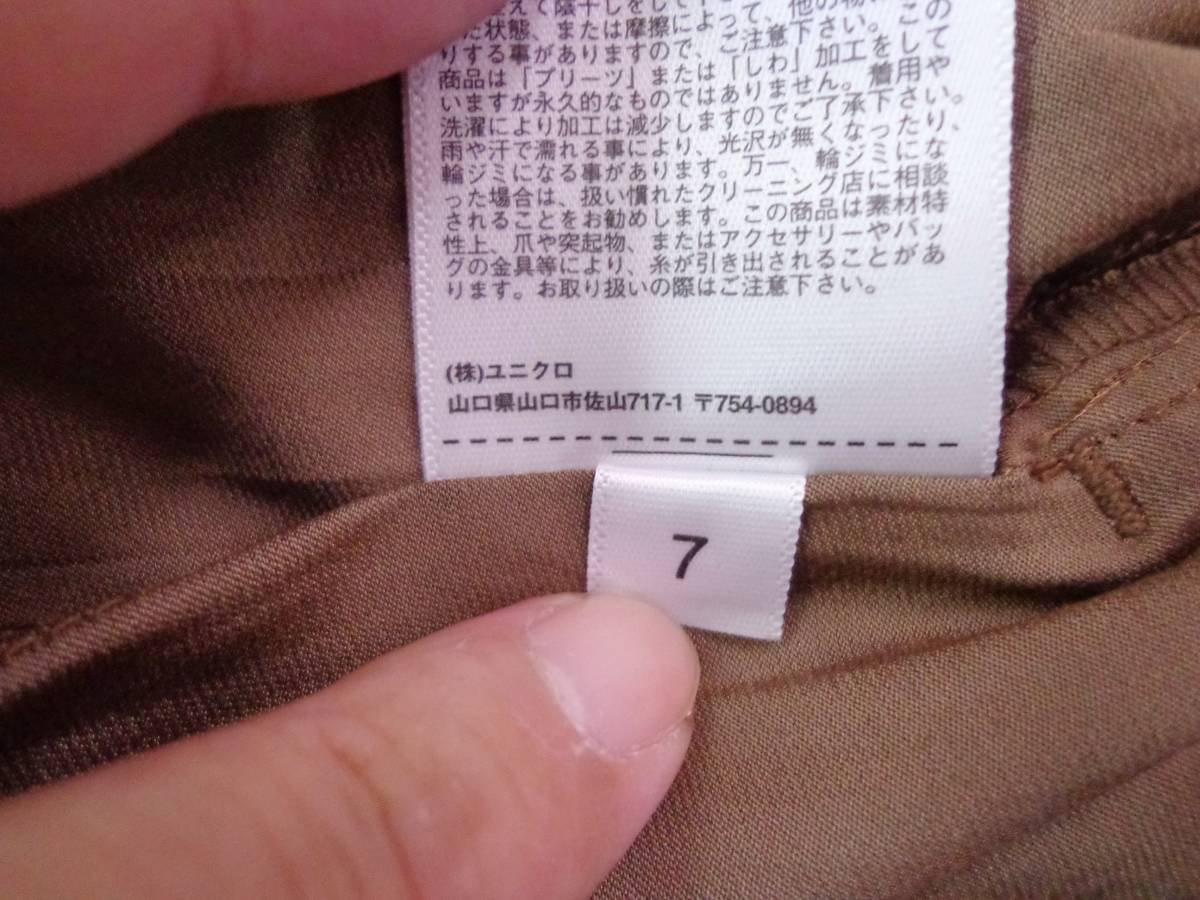 えて陰干しをして下
た状態、または摩擦によって、他の物に
りする事がありますので、ご注意下さい。この
商品は「プリーツ」または「しわ」加工をして
いますが永久的なものではありません。着用や
洗濯により加工は減少しますのでご了承下さい。
雨や汗で濡れる事により、光沢が無くなったり、
輪ジミになる事があります。万一、輪ジミにな
った場合は、扱い慣れたクリーニング店に相談
されることをお勧めします。この商品は素材特
性上、爪や突起物、またはアクセサリーやバッ
グの金具等により、糸が引き出されることがあ
ります。お取り扱いの際はご注意下さい。
(株)ユニクロ
山口県山口市佐山717-1 〒754-0894
7